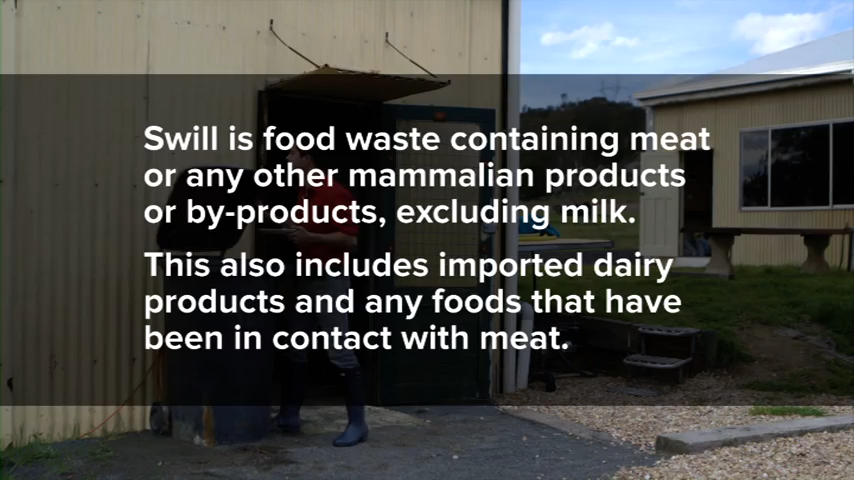 Swill is food waste containing meat
or any other mammalian products
or by-products, excluding milk.
This also includes imported dairy
products and any foods that have
been in contact with meat.